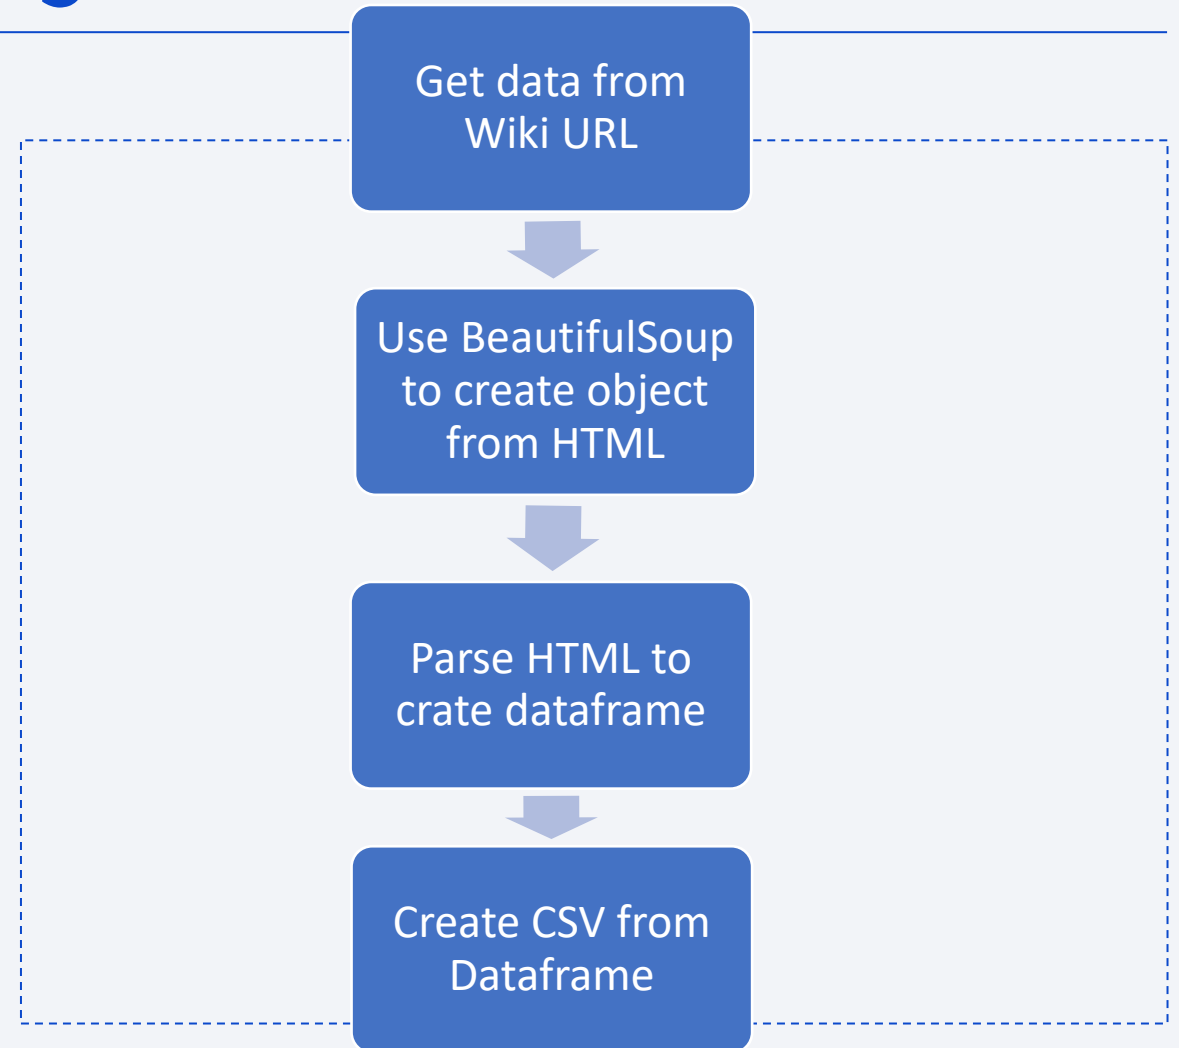 Get data from
Wiki URL
Use BeautifulSoup
to create object
from HTML
Parse HTML to
crate dataframe
Create CSV from
Dataframe